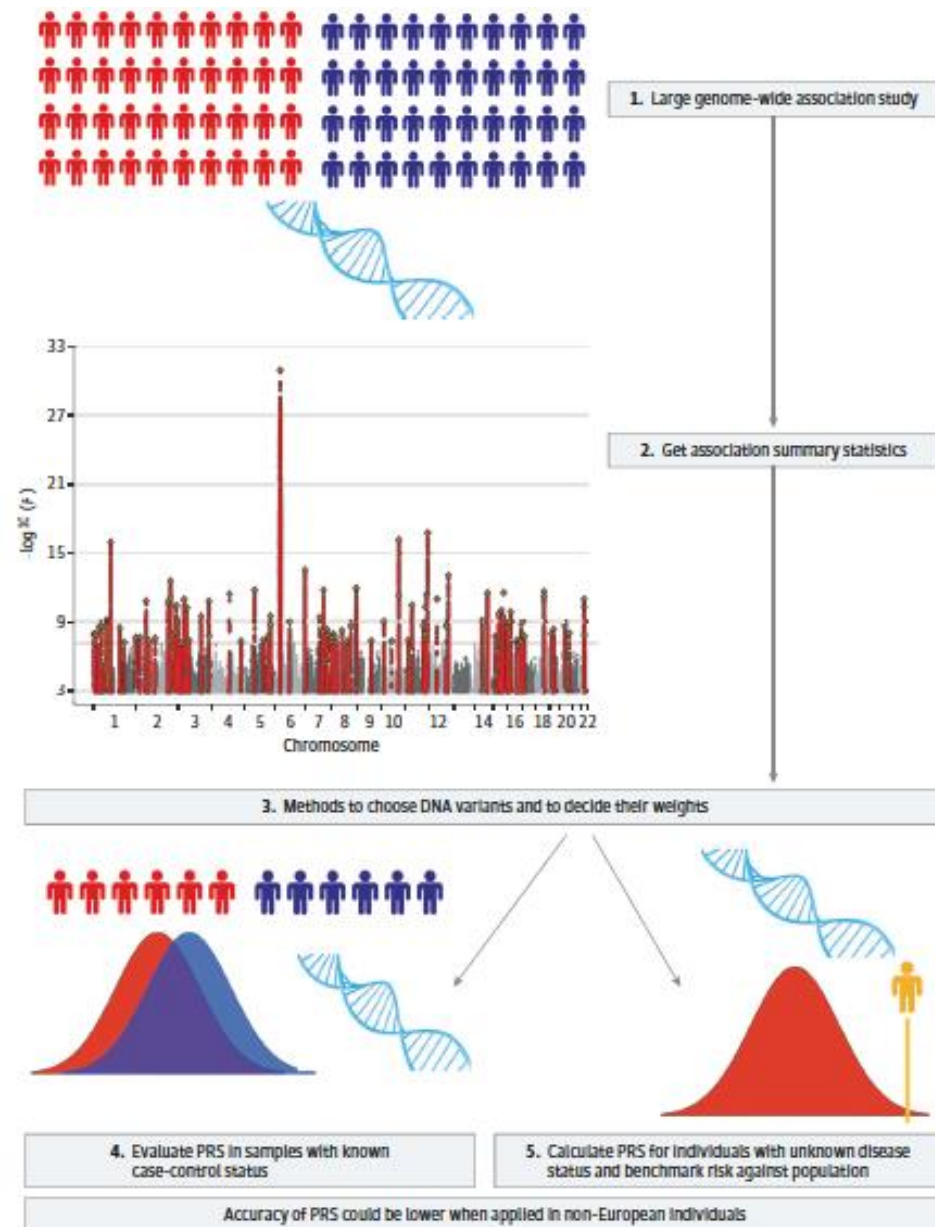 1. Large genome-wide association study
2. Get association summary statistics
33
27
21
15
9
3
-log
1 2 3 4 5 6 7 8 9 10 12 14 16 18 20 22
Chromosome
3. Methods to choose DNA variants and to decide their weights
4. Evaluate PRS in samples with known
case-control status
5. Calculate PRS for individuals with unknown disease
status and benchmark risk against population
Accuracy of PRS could be lower when applied in non-European individuals